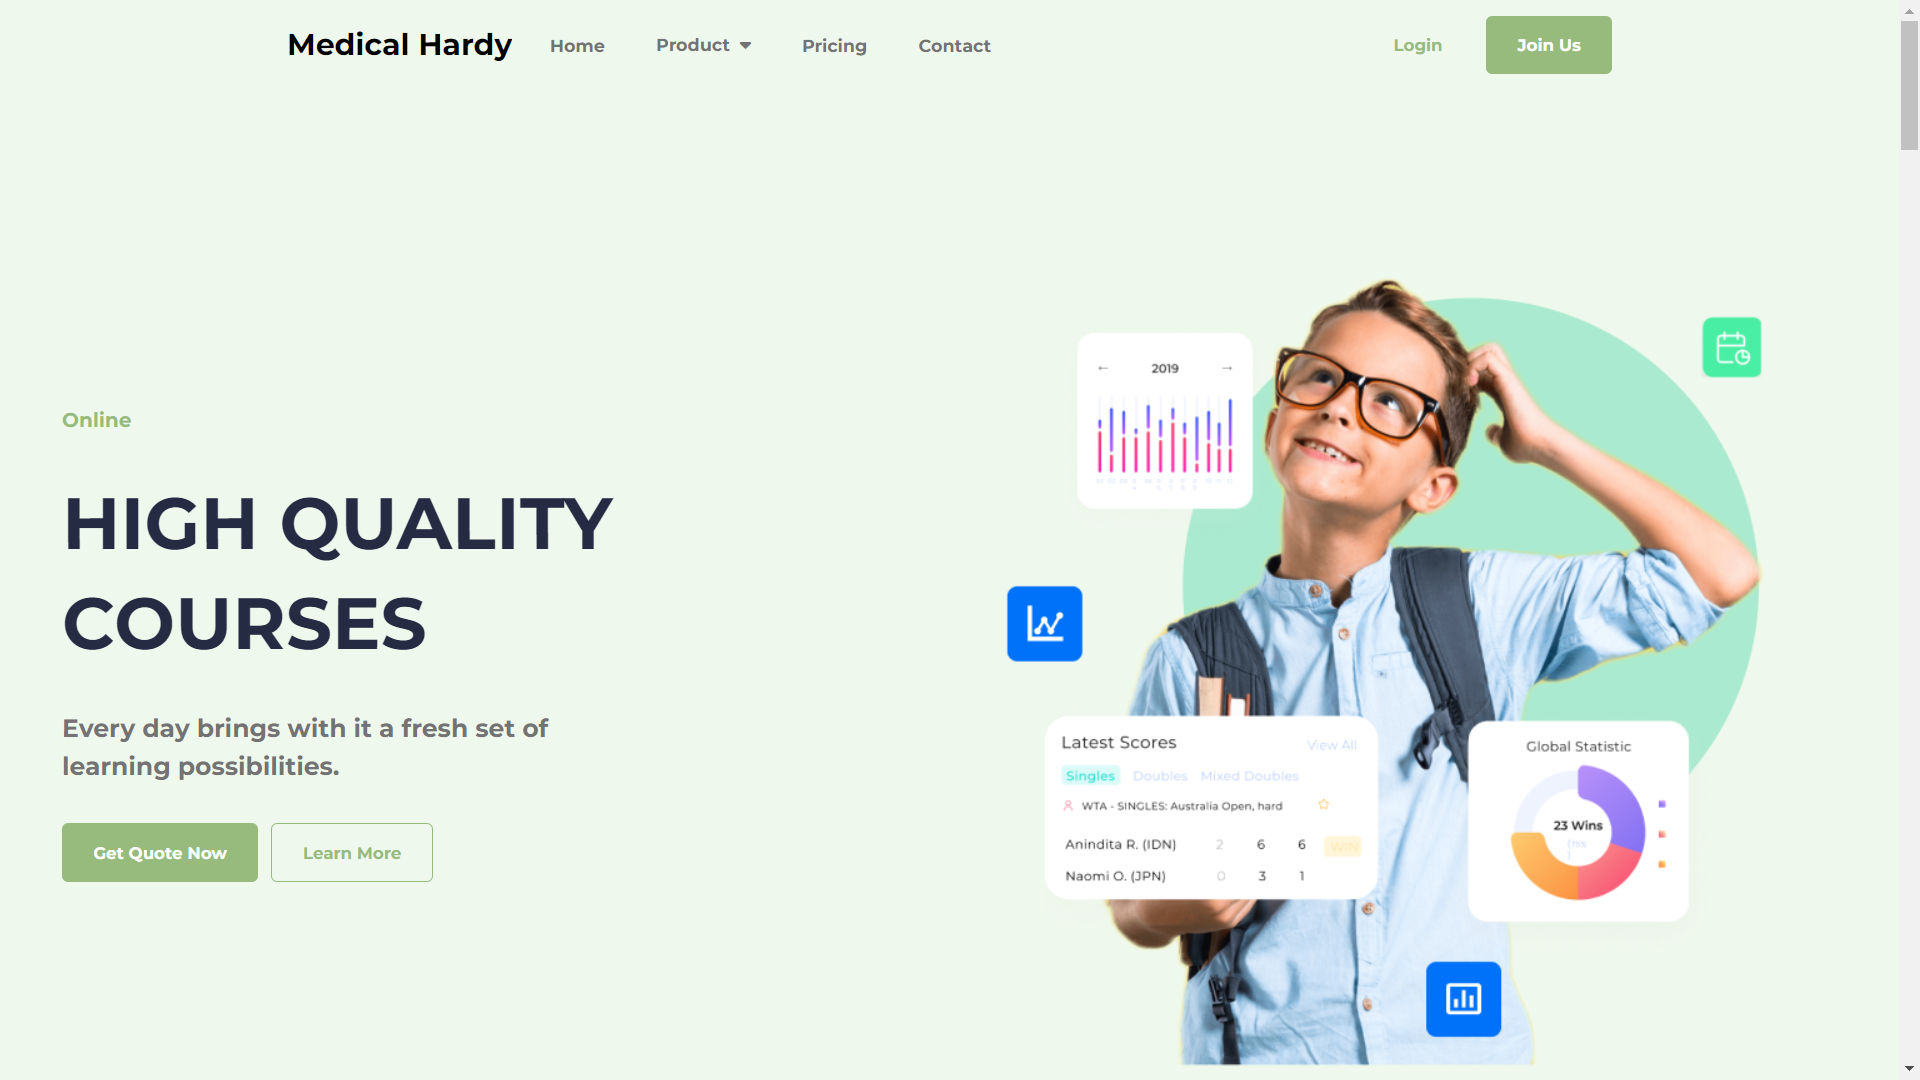 Medical Hardy
Home
Product
Pricing
Contact
Login
Join Us
Online
HIGH QUALITY
COURSES
Every day brings with it a fresh set of
learning possibilities.
Get Quote Now
Learn More
2019
Latest Scores
View All
Singles Doubles Mixed Doubles
WTA - SINGLES: Australia Open, hard
Anindita R. (IDN) 2 6 6 WIN
Naomi O. (JPN) 0 3 1
Global Statistic
23 Wins